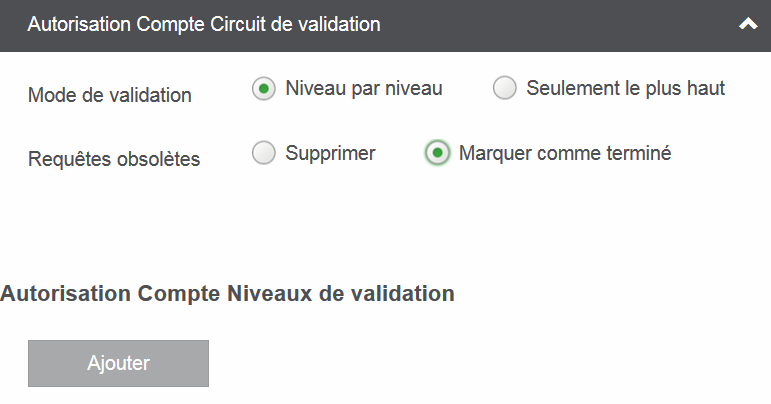 Autorisation Compte Circuit de validation
Mode de validation Niveau par niveau Seulement le plus haut
Requêtes obsolètes Supprimer Marquer comme terminé
Autorisation Compte Niveaux de validation
Ajouter